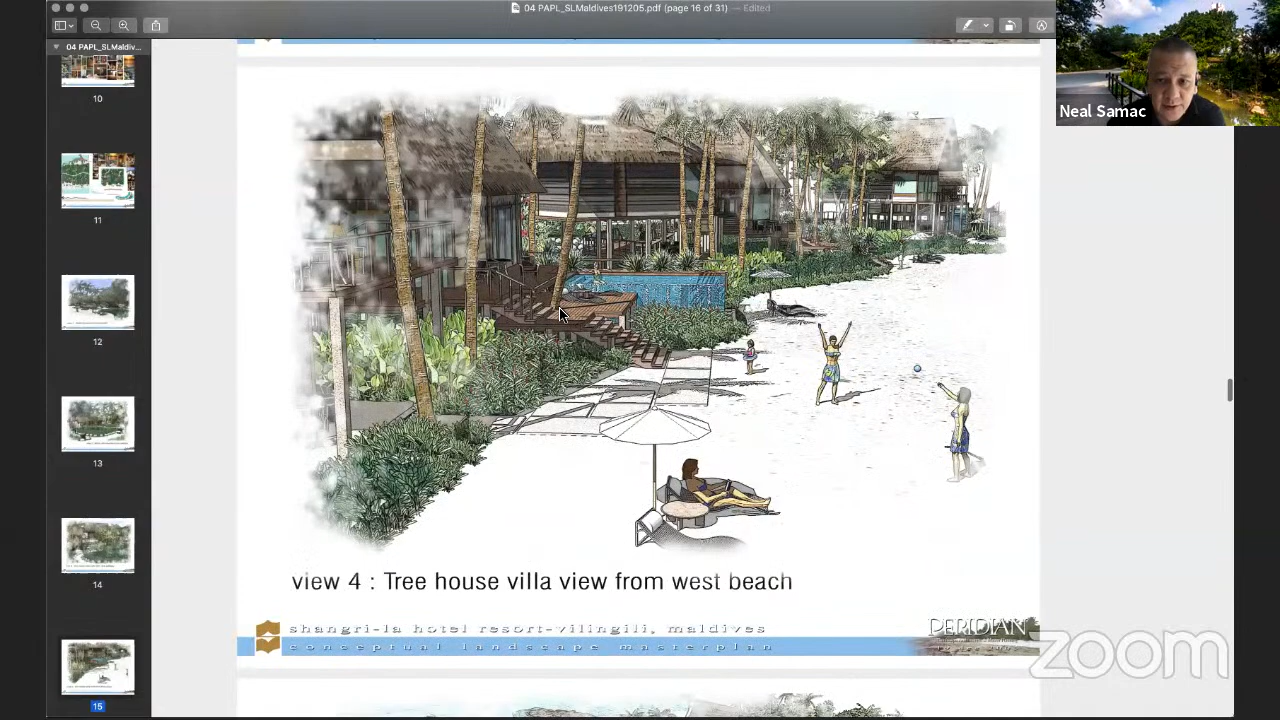 04 PAPL_SLMaldives191205.pdf (page 16 of 31) — Edited
04 PAPL_SLMaldiv...
10
11
12
13
14
15
Neal Samac
view 4 : Tree house villa view from west beach
shangri-la hotel resort-vilingili, maldives
conceptual landscape masterplan
PERIDIAN
zoom